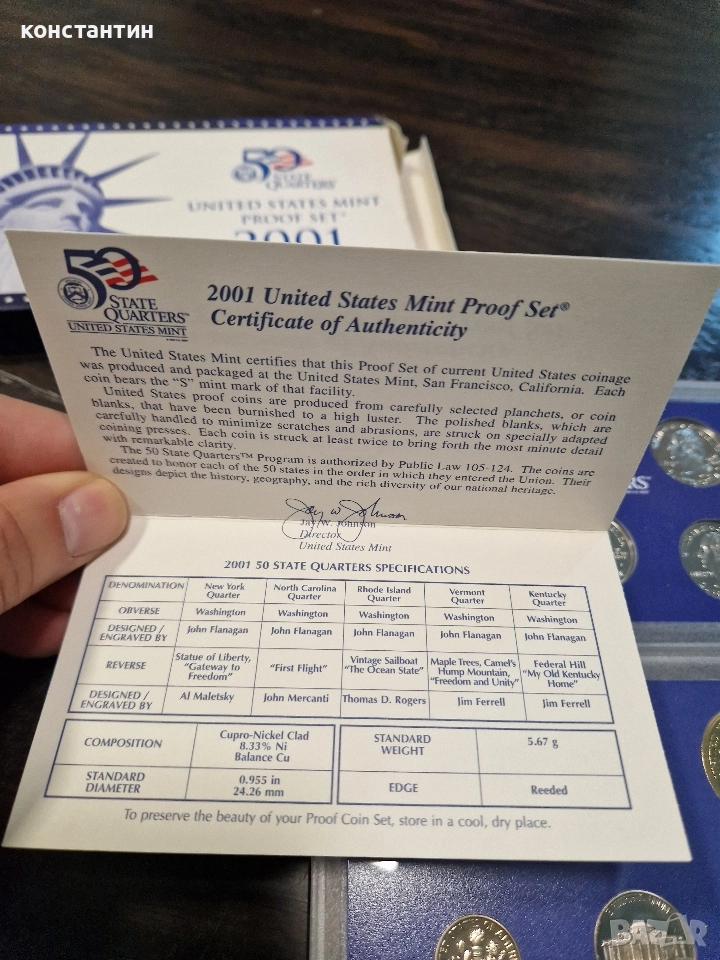 константин
50
STATE
QUARTERS
UNITED STATES MINT
PROOF SET
2001
50
STATE
QUARTERS™
UNITED STATES MINT
2001 United States Mint Proof Set®
Certificate of Authenticity
The United States Mint certifies that this Proof Set of current United States coinage
was produced and packaged at the United States Mint, San Francisco, California. Each
coin bears the “S” mint mark of that facility.
United States proof coins are produced from carefully selected planchets, or coin
blanks, that have been burnished to a high luster. The polished blanks, which are
carefully handled to minimize scratches and abrasions, are struck on specially adapted
coining presses. Each coin is struck at least twice to bring forth the most minute detail
with remarkable clarity.
The 50 State Quarters™ Program is authorized by Public Law 105-124. The coins are
created to honor each of the 50 states in the order in which they entered the Union. Their
designs depict the history, geography, and the rich diversity of our national heritage.
Jay W. Johnson
Jay W. Johnson
Director
United States Mint
2001 50 STATE QUARTERS SPECIFICATIONS
DENOMINATION New York Quarter North Carolina Quarter Rhode Island Quarter Vermont Quarter Kentucky Quarter
OBVERSE Washington Washington Washington Washington Washington
DESIGNED / ENGRAVED BY John Flanagan John Flanagan John Flanagan John Flanagan John Flanagan
REVERSE Statue of Liberty, “Gateway to Freedom” “First Flight” Vintage Sailboat “The Ocean State” Maple Trees, Camel's Hump Mountain, “Freedom and Unity” Federal Hill “My Old Kentucky Home”
DESIGNED / ENGRAVED BY Al Maletsky John Mercanti Thomas D. Rogers Jim Ferrell Jim Ferrell
COMPOSITION Cupro-Nickel Clad 8.33% Ni Balance Cu STANDARD WEIGHT 5.67 g
STANDARD DIAMETER 0.955 in 24.26 mm EDGE Reeded
To preserve the beauty of your Proof Coin Set, store in a cool, dry place.
BAZAR